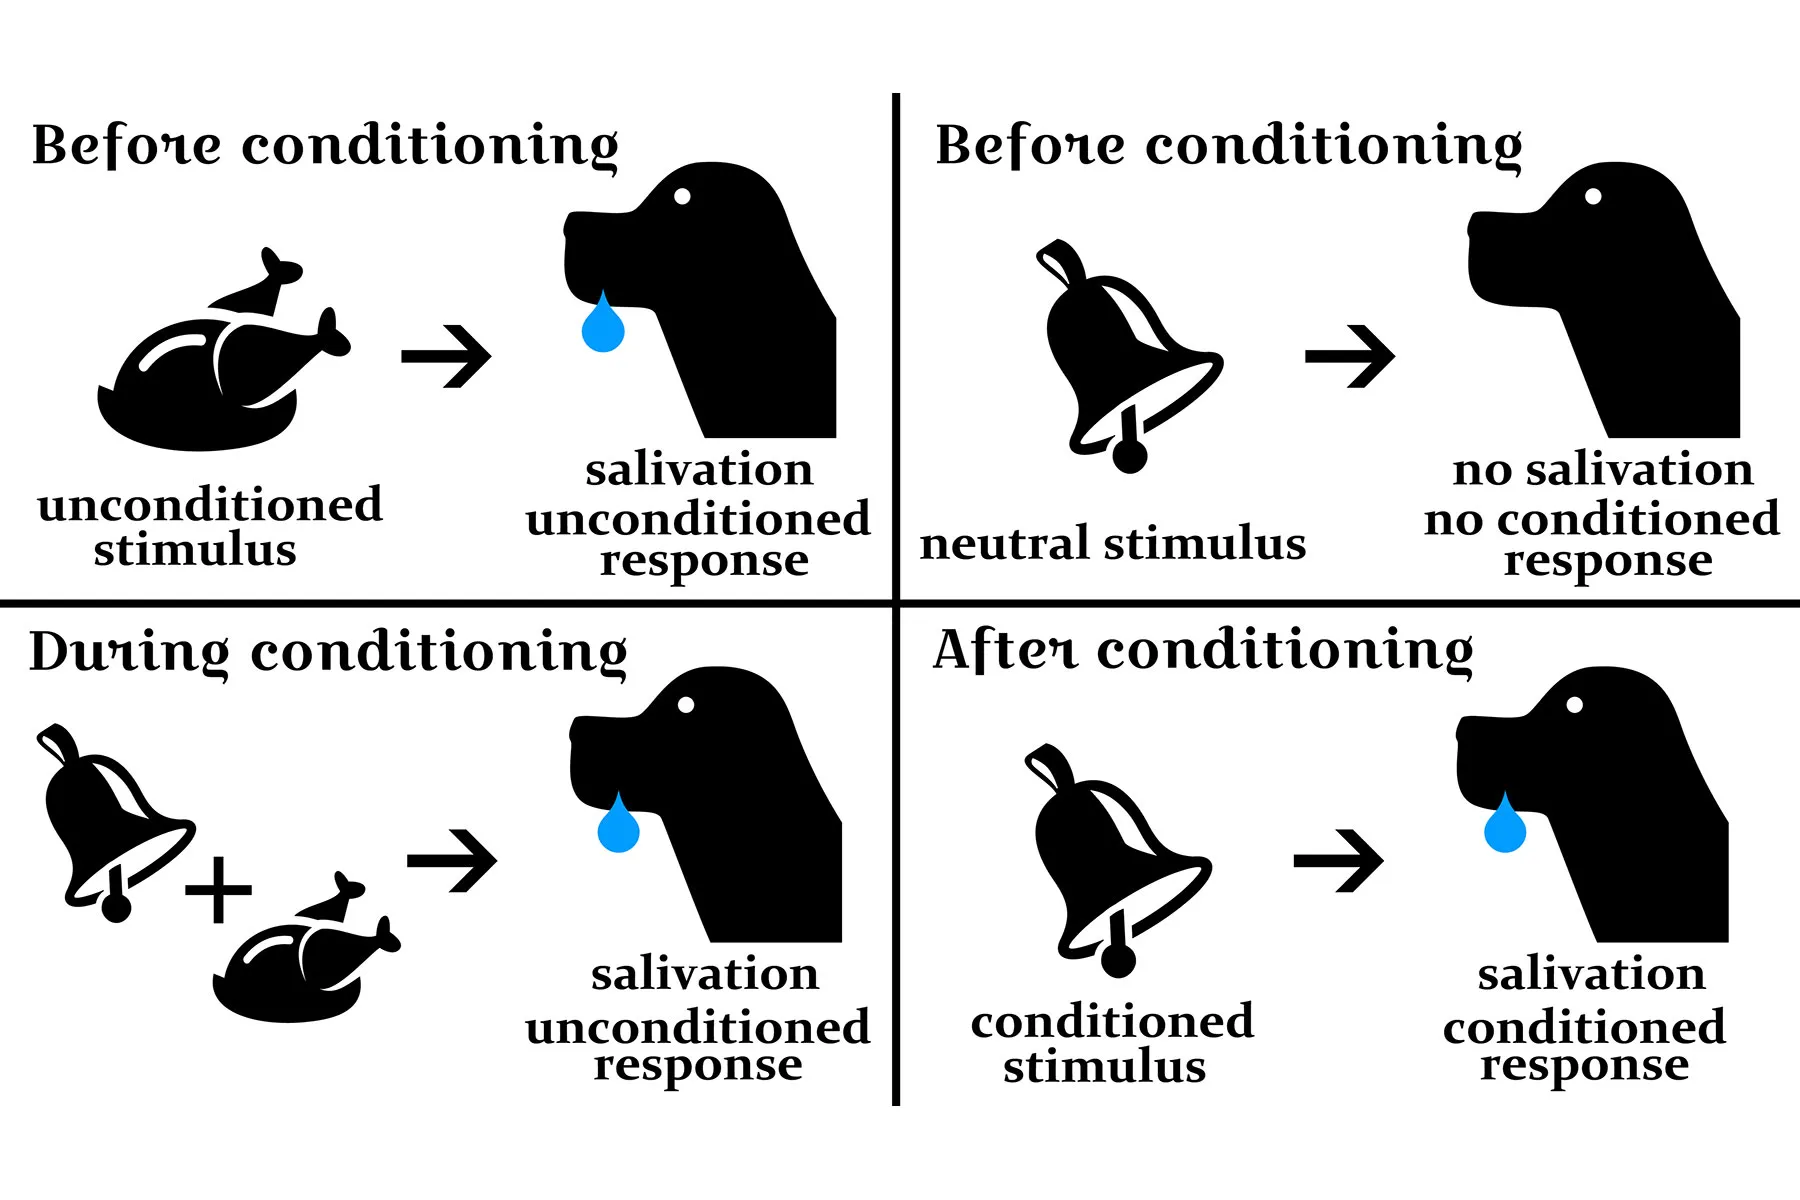 Before conditioning
unconditioned
stimulus
salivation
unconditioned
response
Before conditioning
neutral stimulus
no salivation
no conditioned
response
During conditioning
+
salivation
unconditioned
response
After conditioning
conditioned
stimulus
salivation
conditioned
response